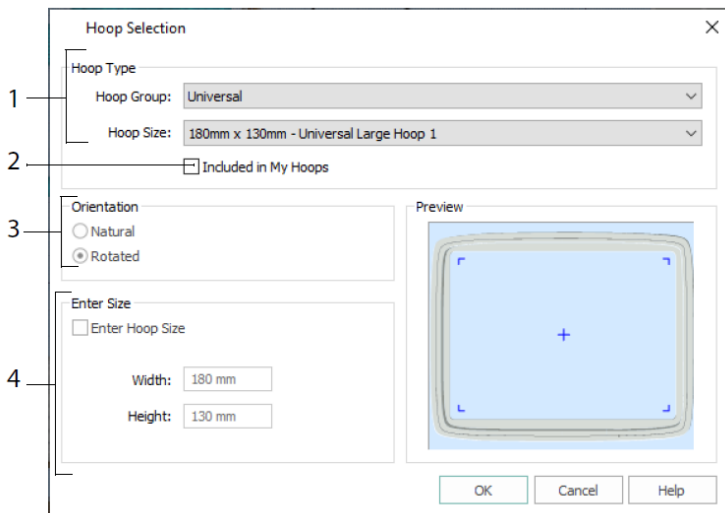 Hoop Selection
Hoop Type
1
Hoop Group: Universal
Hoop Size: 180mm x 130mm - Universal Large Hoop 1
2
Included in My Hoops
Orientation
Preview
3
Natural
Rotated
Enter Size
Enter Hoop Size
4
Width: 180 mm
Height: 130 mm
OK Cancel Help